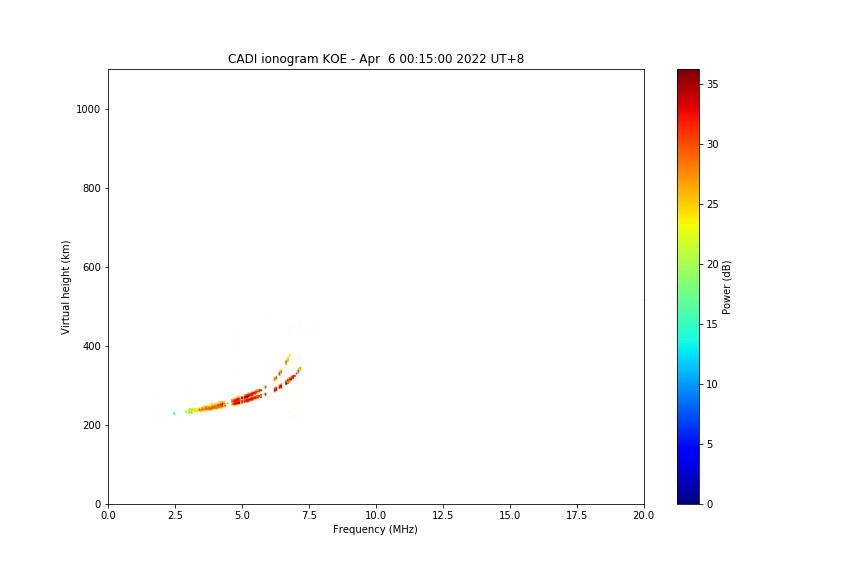 CADI ionogram KOE - Apr  6 00:15:00 2022 UT+8
1000
800
600
400
200
0
Virtual height (km)
0.0 2.5 5.0 7.5 10.0 12.5 15.0 17.5 20.0
Frequency (MHz)
35
30
25
20
15
10
5
0
Power (dB)